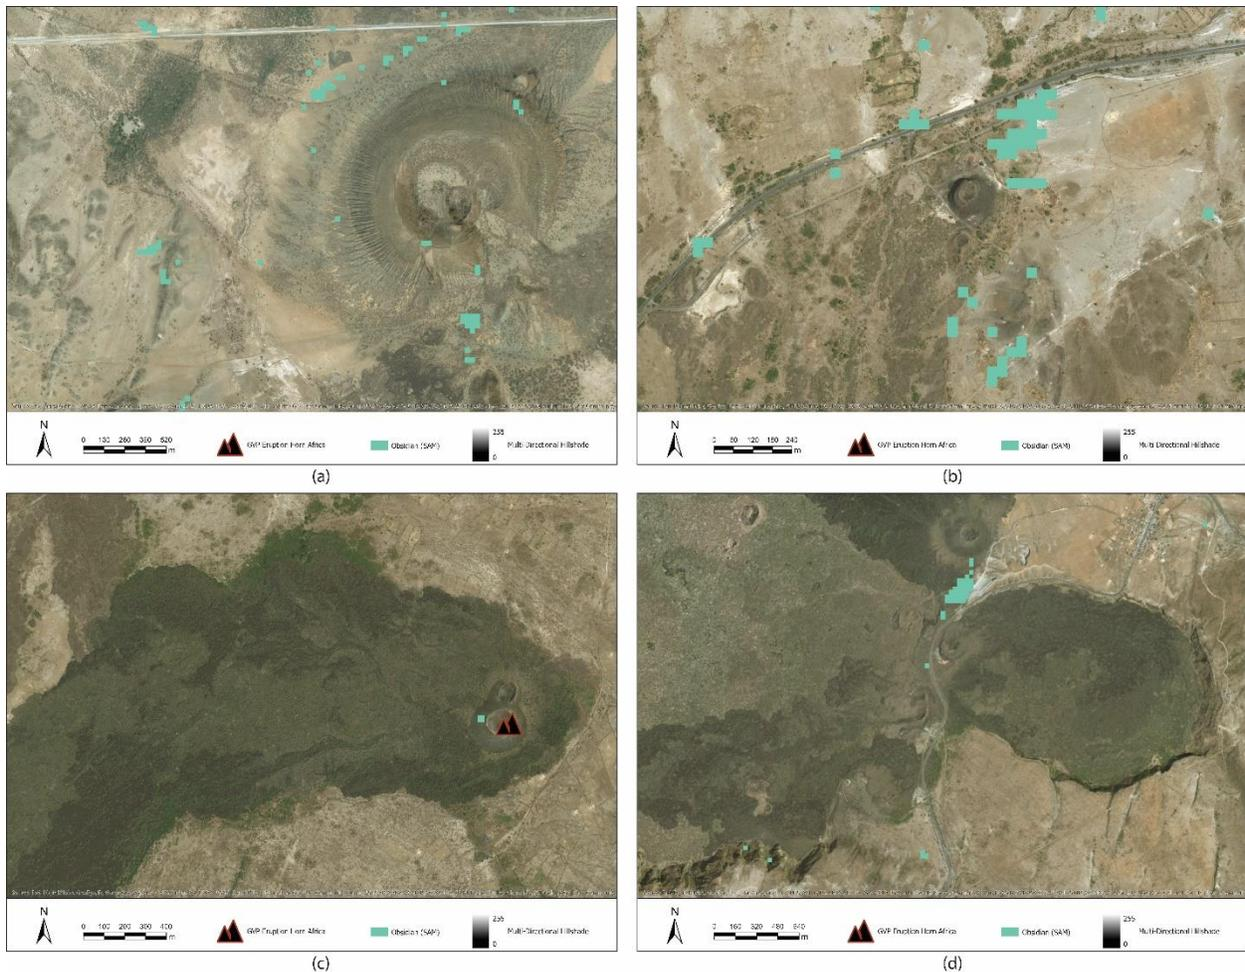 N
0 130 260 390 520
m
GVP Eruption Horn Africa
Obsidian (SAM)
255
0
Multi-Directional Hillshade
(a)
N
0 60 120 180 240
m
GVP Eruption Horn Africa
Obsidian (SAM)
255
0
Multi-Directional Hillshade
(b)
N
0 100 200 300 400
m
GVP Eruption Horn Africa
Obsidian (SAM)
255
0
Multi-Directional Hillshade
(c)
N
0 160 320 480 640
m
GVP Eruption Horn Africa
Obsidian (SAM)
255
0
Multi-Directional Hillshade
(d)